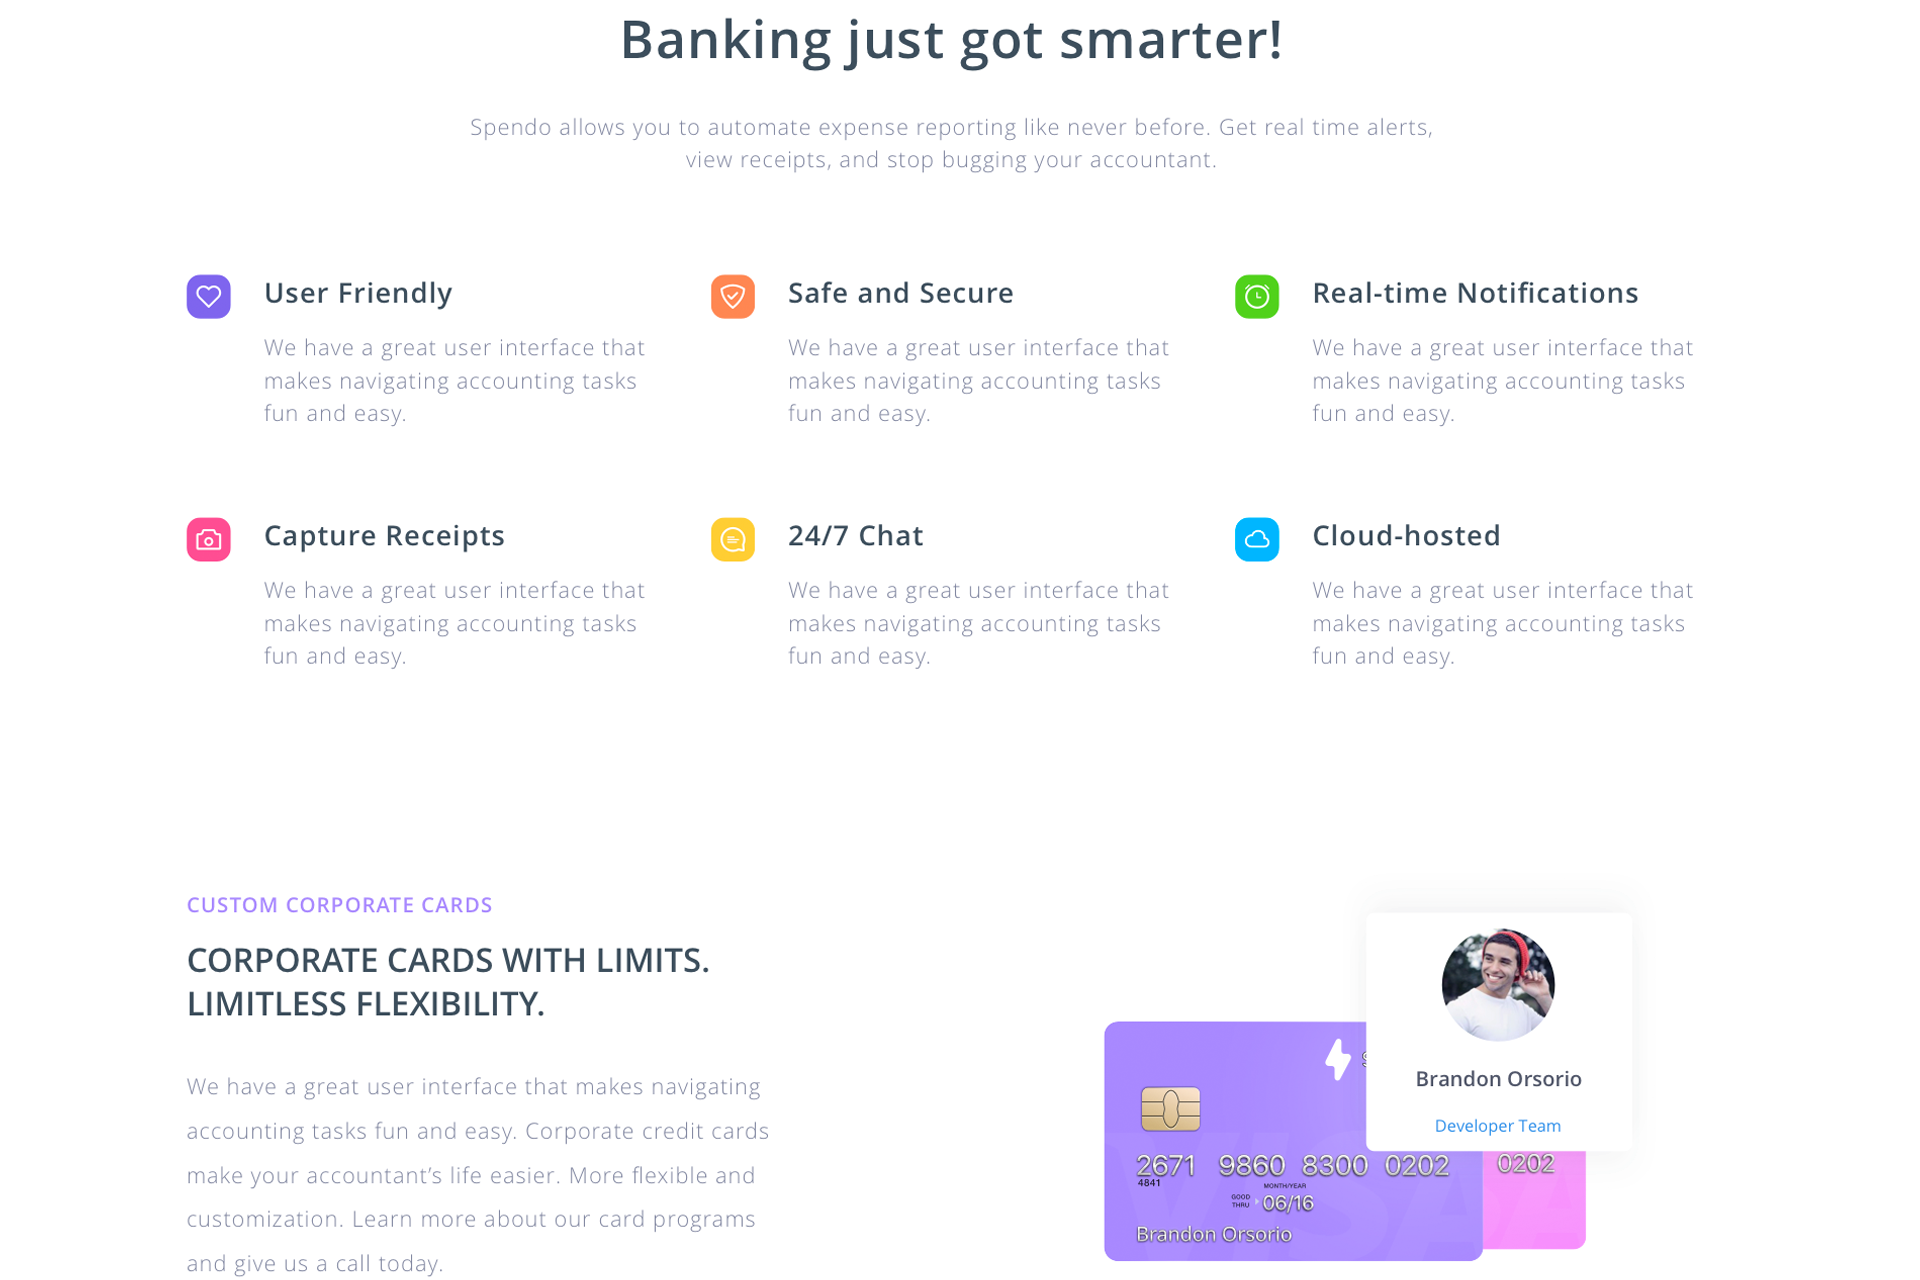 Banking just got smarter!
Spendo allows you to automate expense reporting like never before. Get real time alerts,
view receipts, and stop bugging your accountant.
User Friendly
We have a great user interface that
makes navigating accounting tasks
fun and easy.
Safe and Secure
We have a great user interface that
makes navigating accounting tasks
fun and easy.
Real-time Notifications
We have a great user interface that
makes navigating accounting tasks
fun and easy.
Capture Receipts
We have a great user interface that
makes navigating accounting tasks
fun and easy.
24/7 Chat
We have a great user interface that
makes navigating accounting tasks
fun and easy.
Cloud-hosted
We have a great user interface that
makes navigating accounting tasks
fun and easy.
CUSTOM CORPORATE CARDS
CORPORATE CARDS WITH LIMITS.
LIMITLESS FLEXIBILITY.
We have a great user interface that makes navigating
accounting tasks fun and easy. Corporate credit cards
make your accountant’s life easier. More flexible and
customization. Learn more about our card programs
and give us a call today.
Brandon Orsorio
Developer Team
2671 9860 8300 0202
4841
MONTH/YEAR
GOOD
THRU
06/16
Brandon Orsorio
VISA
0202